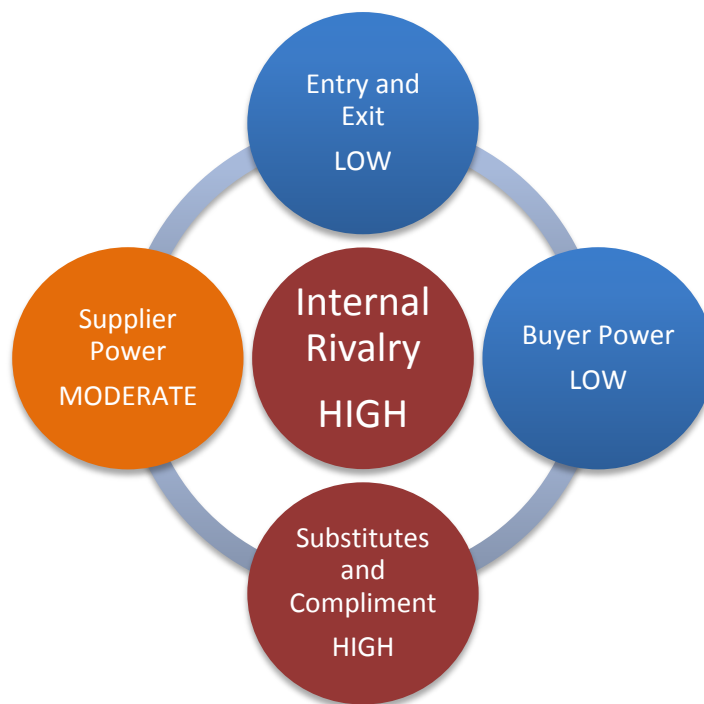 Entry and
Exit
LOW
Supplier
Power
MODERATE
Internal
Rivalry
HIGH
Buyer Power
LOW
Substitutes
and
Compliment
HIGH